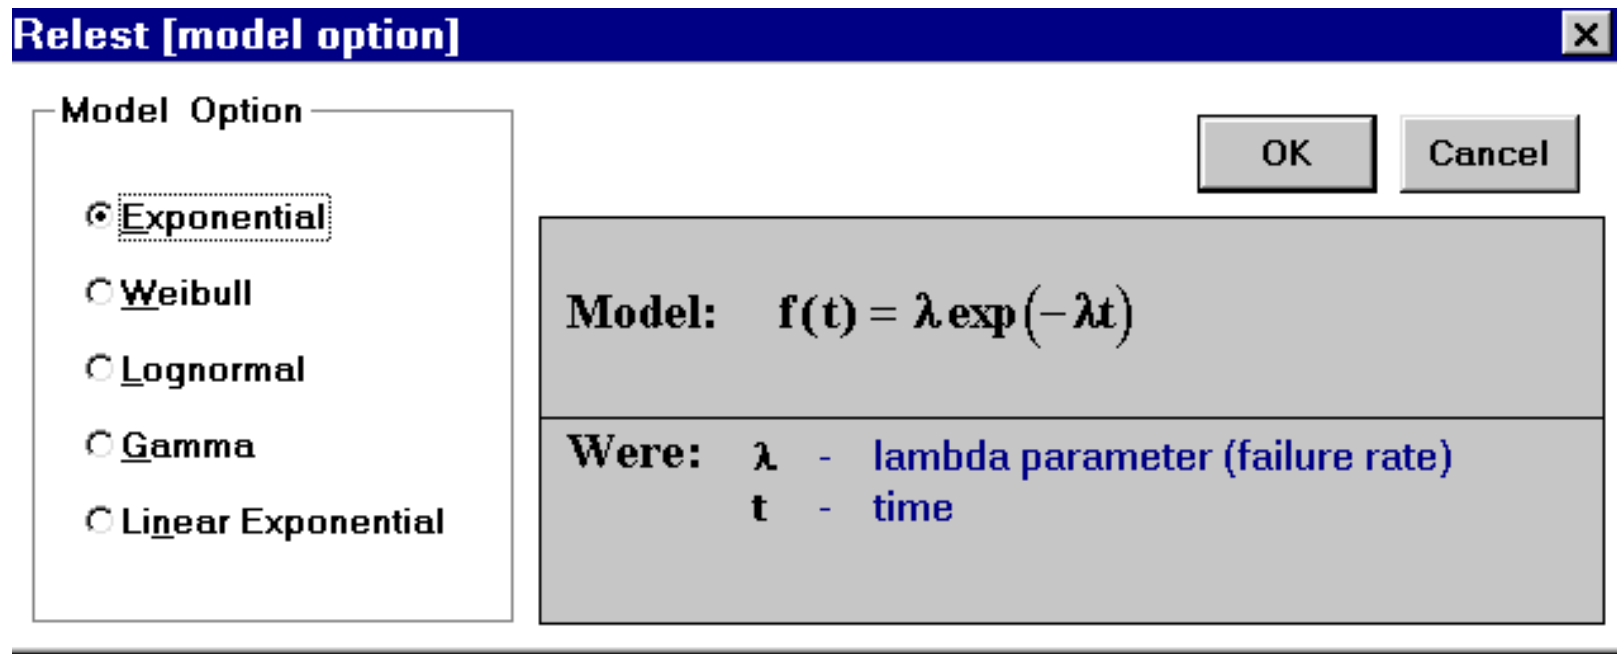 Relest [model option]
Model Option
Exponential
Weibull
Lognormal
Gamma
Linear Exponential
OK
Cancel
Model: f(t) = λ exp(−λt)
Were: λ - lambda parameter (failure rate)
t - time